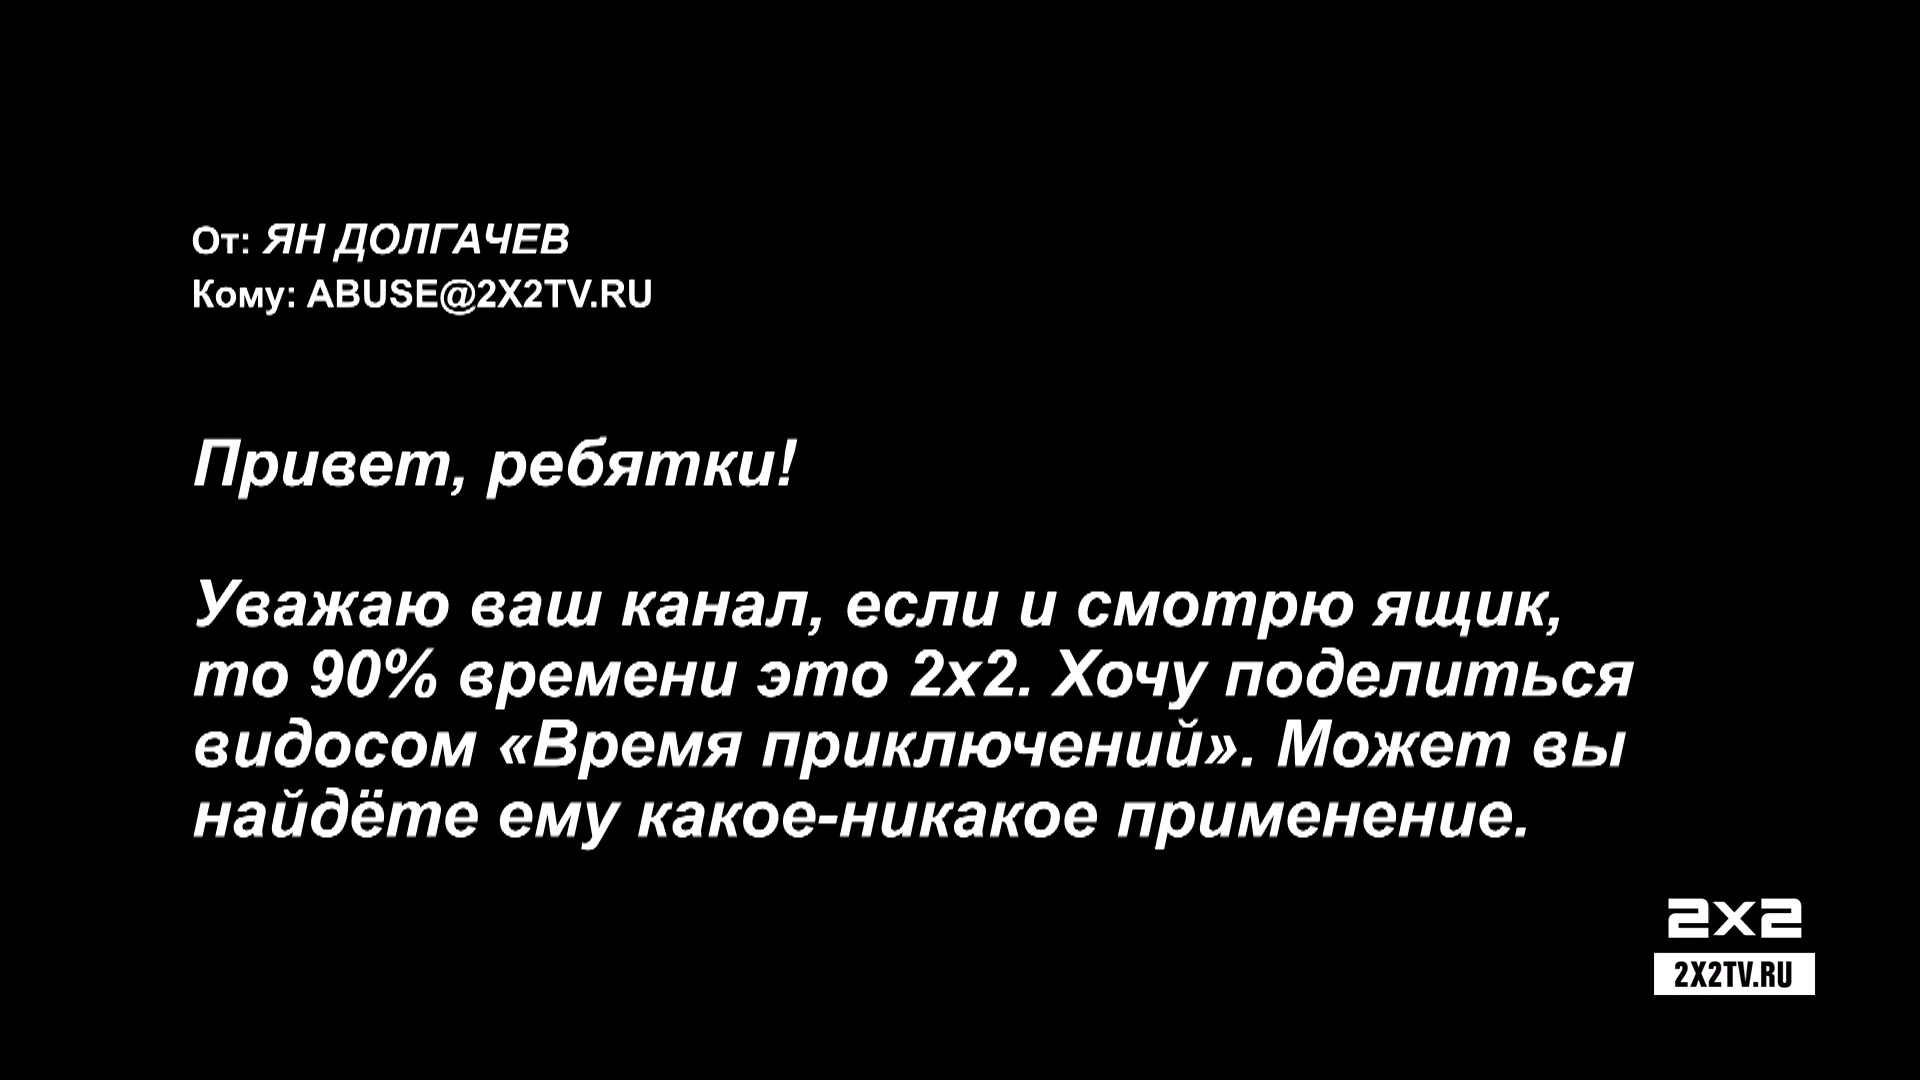 От: ЯН ДОЛГАЧЕВ
Кому: ABUSE@2X2TV.RU
Привет, ребятки!
Уважаю ваш канал, если и смотрю ящик,
то 90% времени это 2х2. Хочу поделиться
видосом «Время приключений». Может вы
найдёте ему какое-никакое применение.
2x2
2X2TV.RU